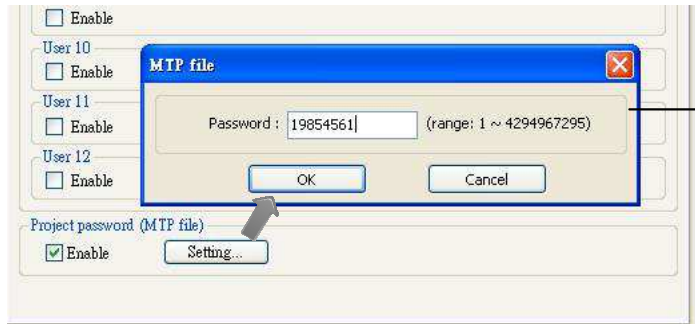 Enable
User 10
Enable
MTP file
User 11
Enable
Password : 19854561 (range: 1 ~ 4294967295)
User 12
Enable
OK Cancel
Project password (MTP file)
Enable Setting...